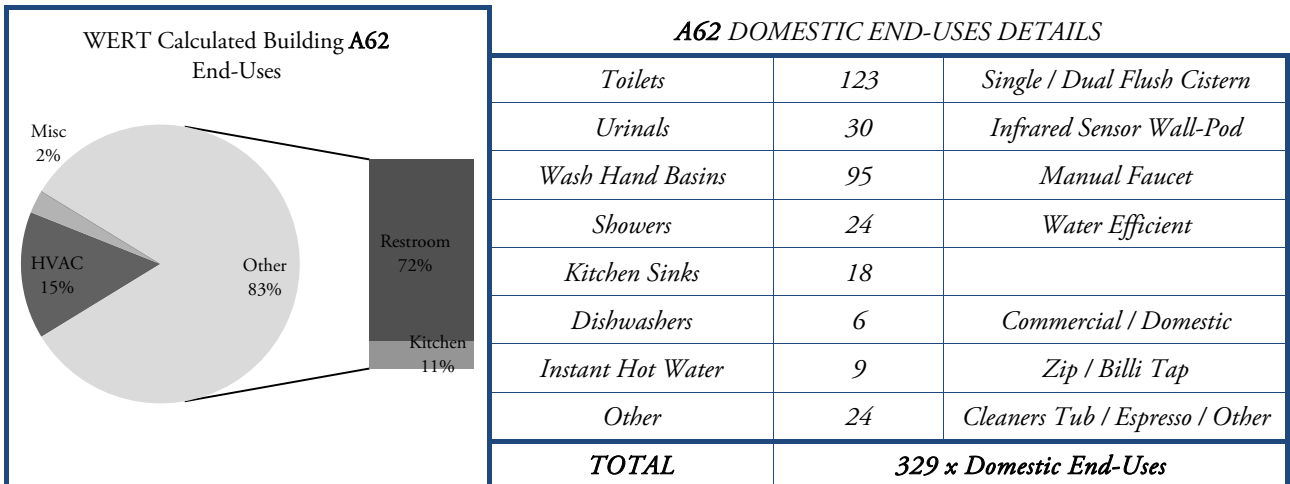 WERT Calculated Building A62
End-Uses
Misc
2%
HVAC
15%
Other
83%
Restroom
72%
Kitchen
11%
A62 DOMESTIC END-USES DETAILS
Toilets 123 Single / Dual Flush Cistern
Urinals 30 Infrared Sensor Wall-Pod
Wash Hand Basins 95 Manual Faucet
Showers 24 Water Efficient
Kitchen Sinks 18
Dishwashers 6 Commercial / Domestic
Instant Hot Water 9 Zip / Billi Tap
Other 24 Cleaners Tub / Espresso / Other
TOTAL 329 x Domestic End-Uses